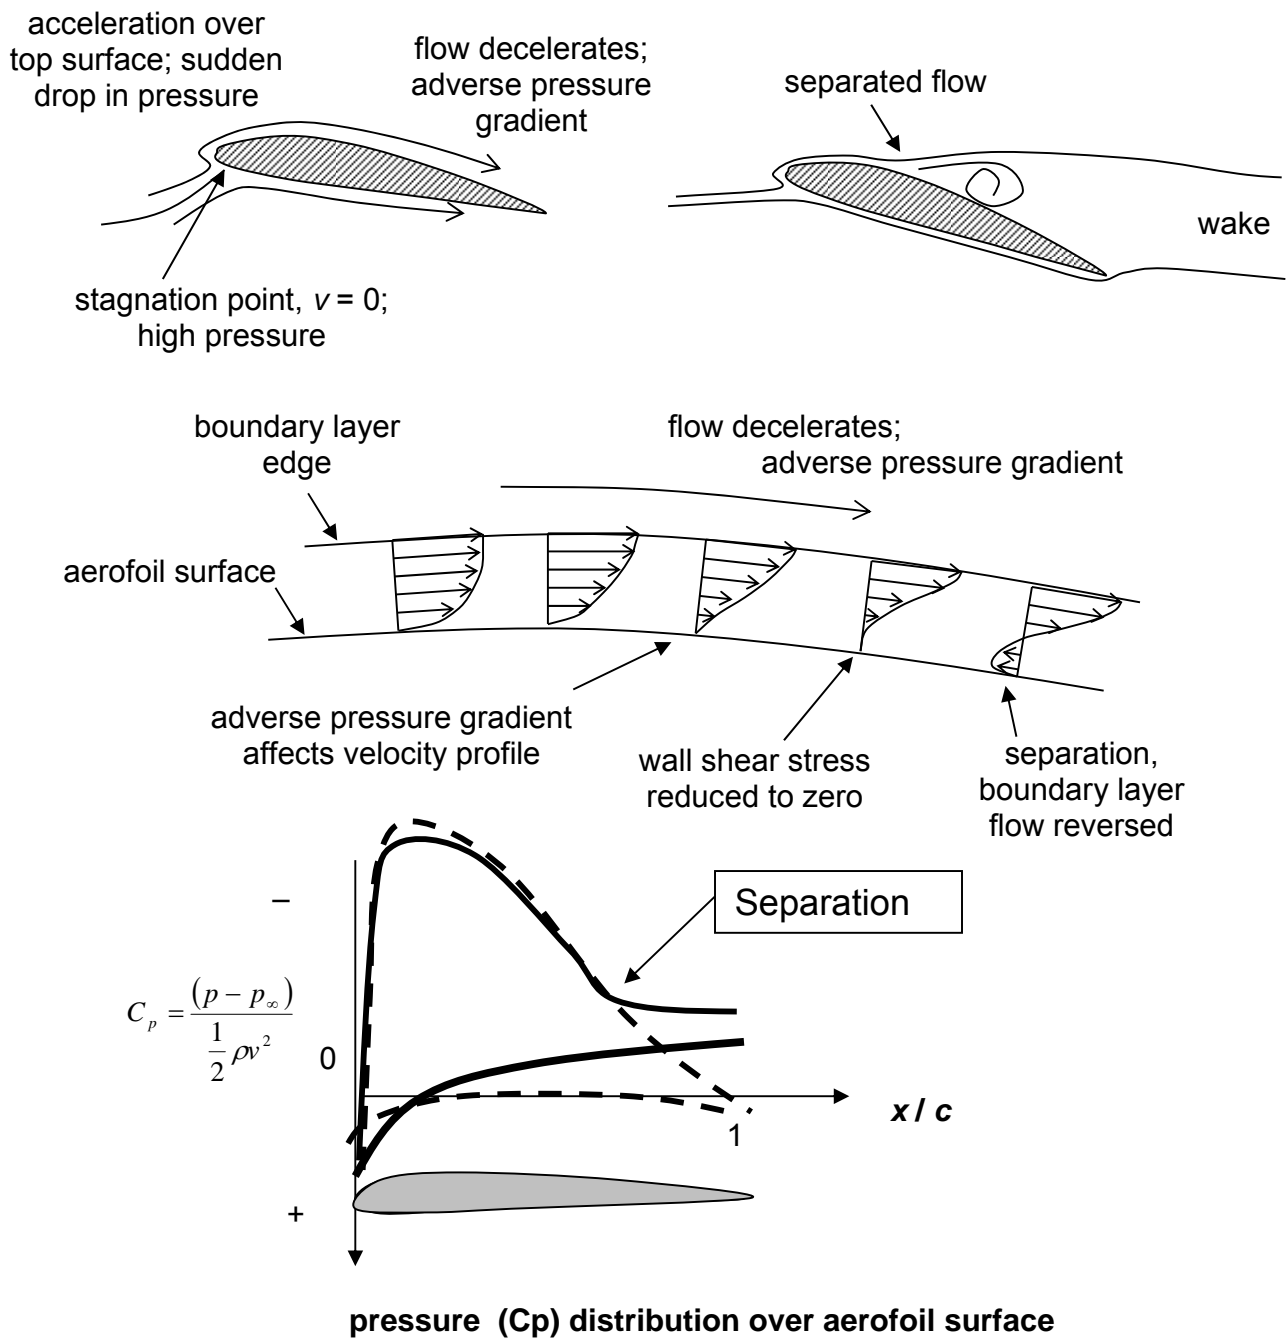 acceleration over
top surface; sudden
drop in pressure
flow decelerates;
adverse pressure
gradient
separated flow
wake
stagnation point, v = 0;
high pressure
boundary layer
edge
flow decelerates;
adverse pressure gradient
aerofoil surface
adverse pressure gradient
affects velocity profile
wall shear stress
reduced to zero
separation,
boundary layer
flow reversed
–
Separation
C_p = (p − p_∞) / (1/2 ρv²)
0
x / c
1
+
pressure (Cp) distribution over aerofoil surface